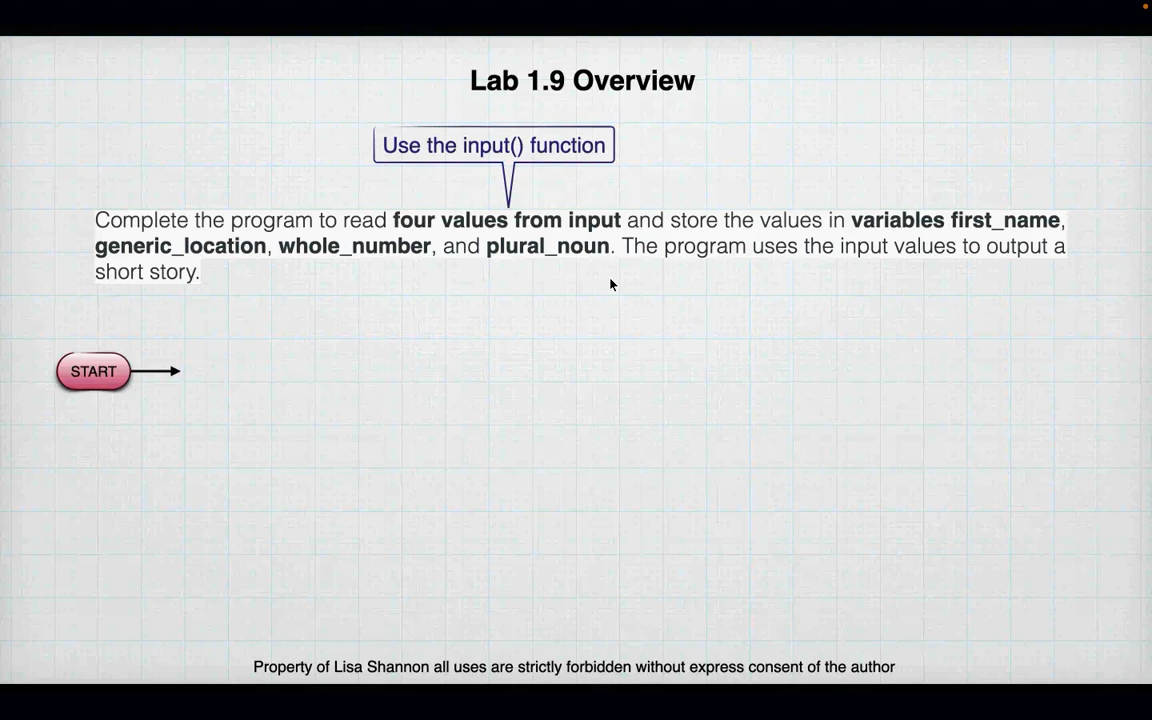 Lab 1.9 Overview
Use the input() function
Complete the program to read four values from input and store the values in variables first_name,
generic_location, whole_number, and plural_noun. The program uses the input values to output a
short story.
START
Property of Lisa Shannon all uses are strictly forbidden without express consent of the author